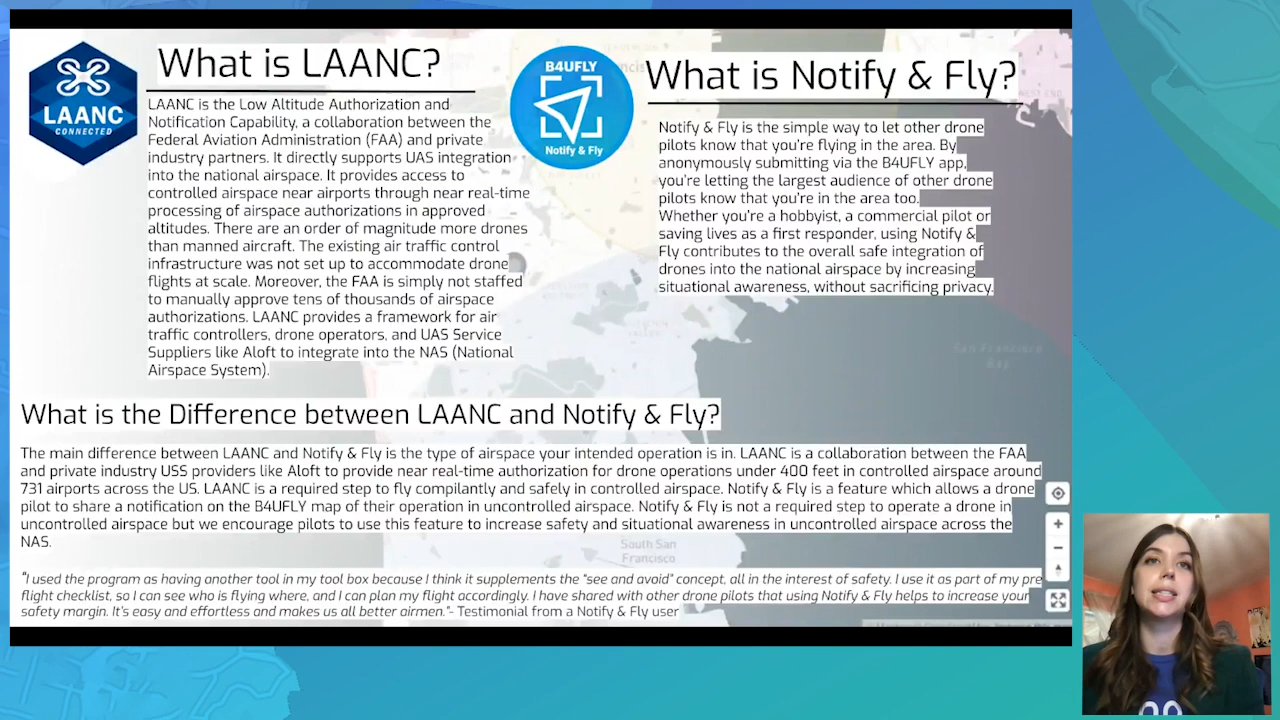 What is LAANC?
LAANC
CONNECTED
LAANC is the Low Altitude Authorization and
Notification Capability, a collaboration between the
Federal Aviation Administration (FAA) and private
industry partners. It directly supports UAS integration
into the national airspace. It provides access to
controlled airspace near airports through near real-time
processing of airspace authorizations in approved
altitudes. There are an order of magnitude more drones
than manned aircraft. The existing air traffic control
infrastructure was not set up to accommodate drone
flights at scale. Moreover, the FAA is simply not staffed
to manually approve tens of thousands of airspace
authorizations. LAANC provides a framework for air
traffic controllers, drone operators, and UAS Service
Suppliers like Aloft to integrate into the NAS (National
Airspace System).
B4UFLY
Notify & Fly
What is Notify & Fly?
Notify & Fly is the simple way to let other drone
pilots know that you're flying in the area. By
anonymously submitting via the B4UFLY app,
you're letting the largest audience of other drone
pilots know that you're in the area too.
Whether you're a hobbyist, a commercial pilot or
saving lives as a first responder, using Notify &
Fly contributes to the overall safe integration of
drones into the national airspace by increasing
situational awareness, without sacrificing privacy.
San Francisco
Bay
What is the Difference between LAANC and Notify & Fly?
The main difference between LAANC and Notify & Fly is the type of airspace your intended operation is in. LAANC is a collaboration between the FAA
and private industry USS providers like Aloft to provide near real-time authorization for drone operations under 400 feet in controlled airspace around
731 airports across the US. LAANC is a required step to fly compilantly and safely in controlled airspace. Notify & Fly is a feature which allows a drone
pilot to share a notification on the B4UFLY map of their operation in uncontrolled airspace. Notify & Fly is not a required step to operate a drone in
uncontrolled airspace but we encourage pilots to use this feature to increase safety and situational awareness in uncontrolled airspace across the
NAS.
South San
Francisco
"I used the program as having another tool in my tool box because I think it supplements the "see and avoid" concept, all in the interest of safety. I use it as part of my pre
flight checklist, so I can see who is flying where, and I can plan my flight accordingly. I have shared with other drone pilots that using Notify & Fly helps to increase your
safety margin. It's easy and effortless and makes us all better airmen."- Testimonial from a Notify & Fly user